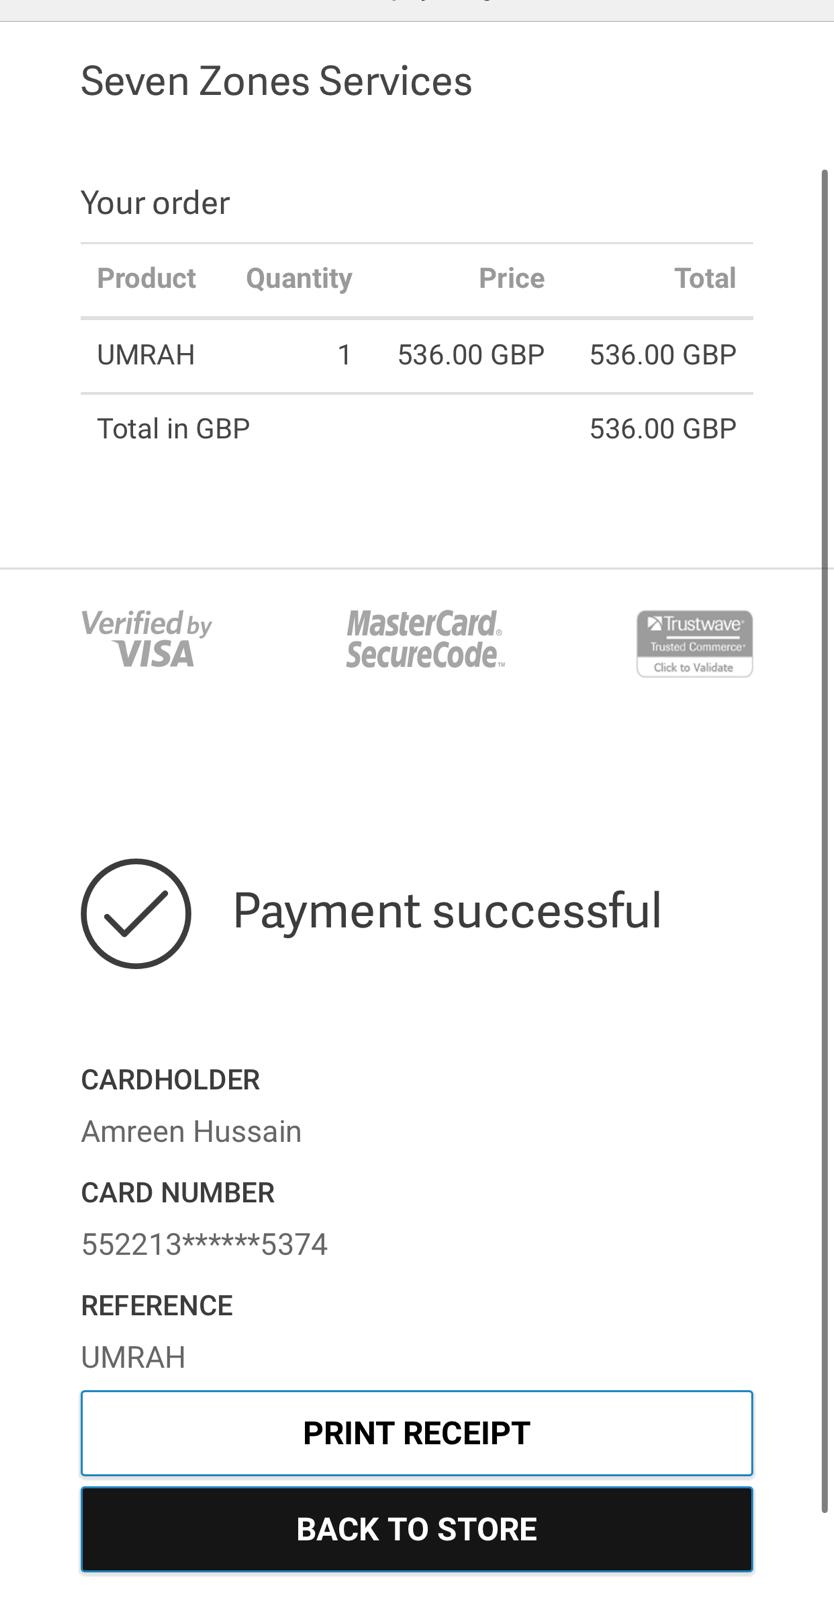 Seven Zones Services
Your order
Product Quantity Price Total
UMRAH 1 536.00 GBP 536.00 GBP
Total in GBP 536.00 GBP
Verified by
VISA
MasterCard®
SecureCode™
Trustwave®
Trusted Commerce
Click to Validate
Payment successful
CARDHOLDER
Amreen Hussain
CARD NUMBER
552213******5374
REFERENCE
UMRAH
PRINT RECEIPT
BACK TO STORE